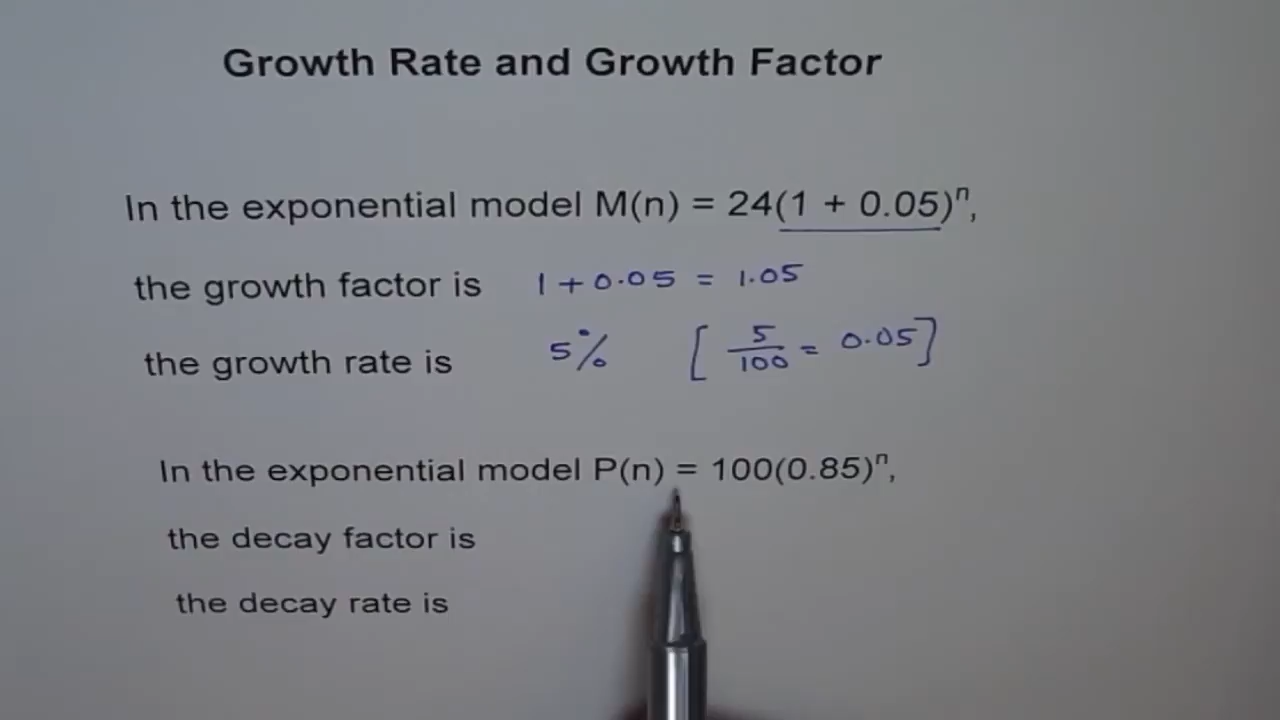 Growth Rate and Growth Factor
In the exponential model M(n) = 24(1 + 0.05)ⁿ,
the growth factor is 1 + 0.05 = 1.05
the growth rate is 5% [ 5/100 = 0.05 ]
In the exponential model P(n) = 100(0.85)ⁿ,
the decay factor is
the decay rate is